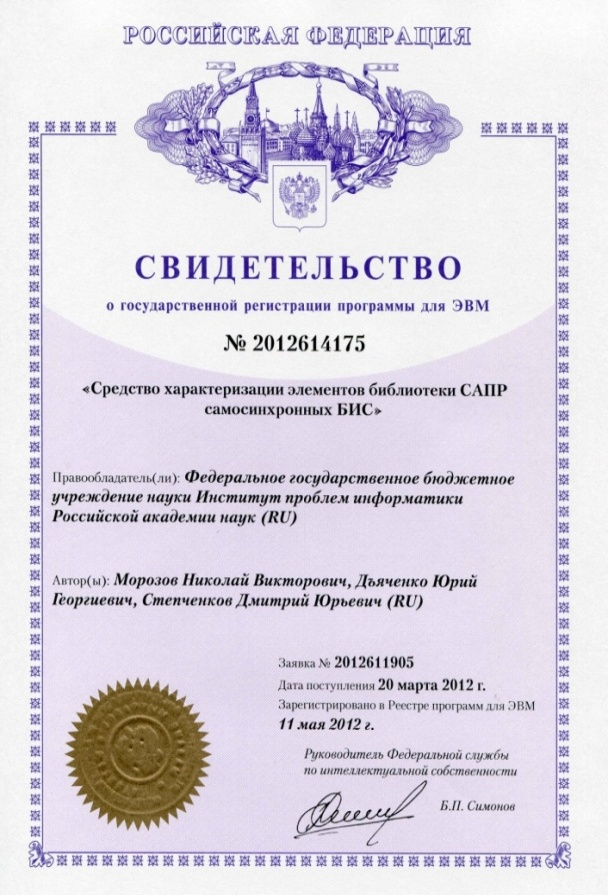 РОССИЙСКАЯ ФЕДЕРАЦИЯ
СВИДЕТЕЛЬСТВО
о государственной регистрации программы для ЭВМ
№ 2012614175
«Средство характеризации элементов библиотеки САПР
самосинхронных БИС»
Правообладатель(ли): Федеральное государственное бюджетное
учреждение науки Институт проблем информатики
Российской академии наук (RU)
Автор(ы): Морозов Николай Викторович, Дьяченко Юрий
Георгиевич, Степченков Дмитрий Юрьевич (RU)
Заявка № 2012611905
Дата поступления 20 марта 2012 г.
Зарегистрировано в Реестре программ для ЭВМ
11 мая 2012 г.
Руководитель Федеральной службы
по интеллектуальной собственности
Б.П. Симонов